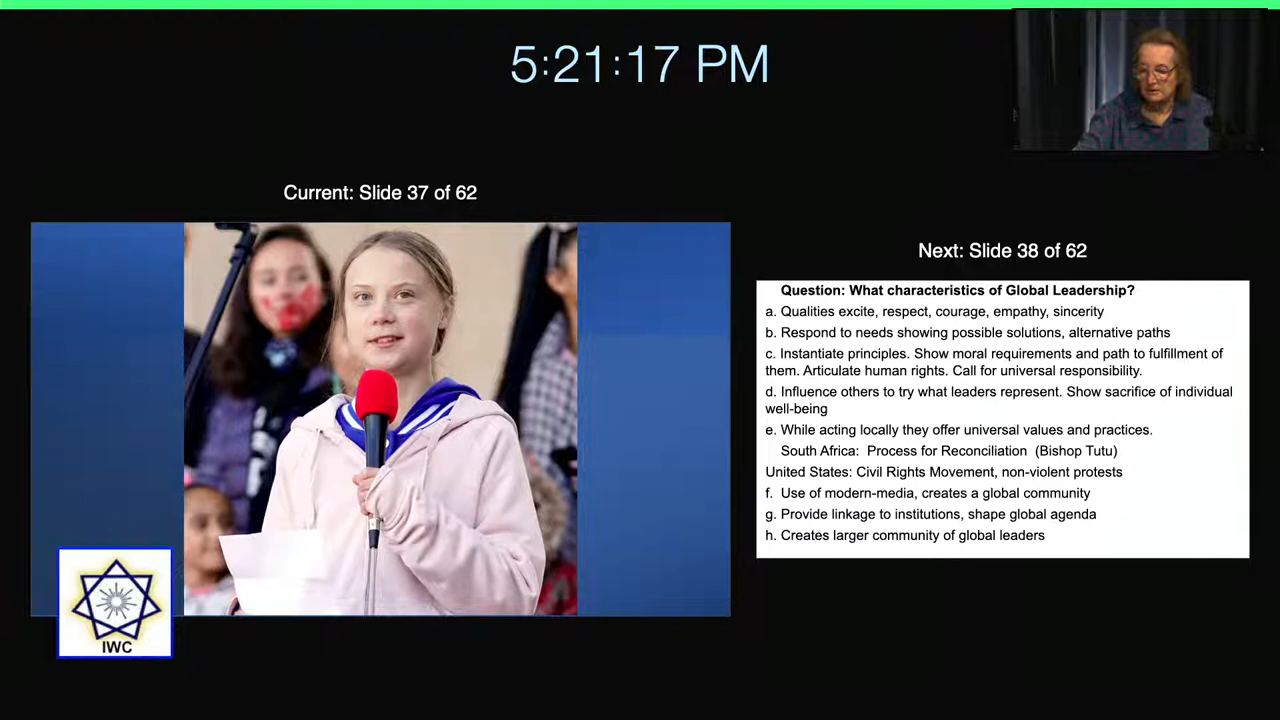 5:21:17 PM
Current: Slide 37 of 62
Next: Slide 38 of 62
Question: What characteristics of Global Leadership?
a. Qualities excite, respect, courage, empathy, sincerity
b. Respond to needs showing possible solutions, alternative paths
c. Instantiate principles. Show moral requirements and path to fulfillment of
them. Articulate human rights. Call for universal responsibility.
d. Influence others to try what leaders represent. Show sacrifice of individual
well-being
e. While acting locally they offer universal values and practices.
South Africa: Process for Reconciliation (Bishop Tutu)
United States: Civil Rights Movement, non-violent protests
f. Use of modern-media, creates a global community
g. Provide linkage to institutions, shape global agenda
h. Creates larger community of global leaders
IWC